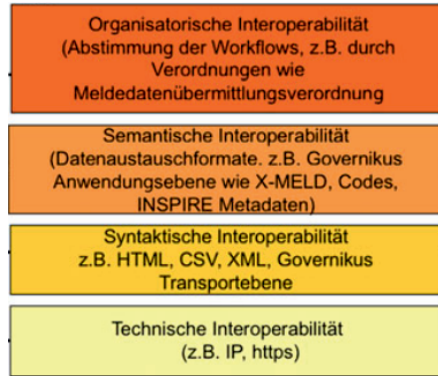 Organisatorische Interoperabilität
(Abstimmung der Workflows, z.B. durch
Verordnungen wie
Meldedatenübermittlungsverordnung
Semantische Interoperabilität
(Datenaustauschformate. z.B. Governikus
Anwendungsebene wie X-MELD, Codes,
INSPIRE Metadaten)
Syntaktische Interoperabilität
z.B. HTML, CSV, XML, Governikus
Transportebene
Technische Interoperabilität
(z.B. IP, https)